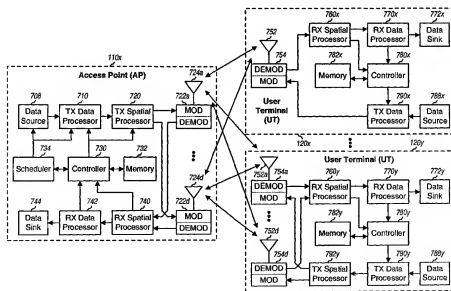 110x
Access Point (AP)
724a
708
710
720
Data Source
TX Data Processor
TX Spatial Processor
722a
MOD
DEMOD
734
730
732
Scheduler
Controller
Memory
724d
744
742
740
722d
Data Sink
RX Data Processor
RX Spatial Processor
MOD
DEMOD
752
754
760x
770x
772x
DEMOD
MOD
RX Spatial Processor
RX Data Processor
Data Sink
782x
780x
Memory
Controller
User Terminal (UT)
790x
788x
TX Data Processor
Data Source
120x
120y
User Terminal (UT)
752a
754a
760y
770y
772y
DEMOD
MOD
RX Spatial Processor
RX Data Processor
Data Sink
782y
780y
Memory
Controller
752d
754d
792y
790y
788y
DEMOD
MOD
TX Spatial Processor
TX Data Processor
Data Source